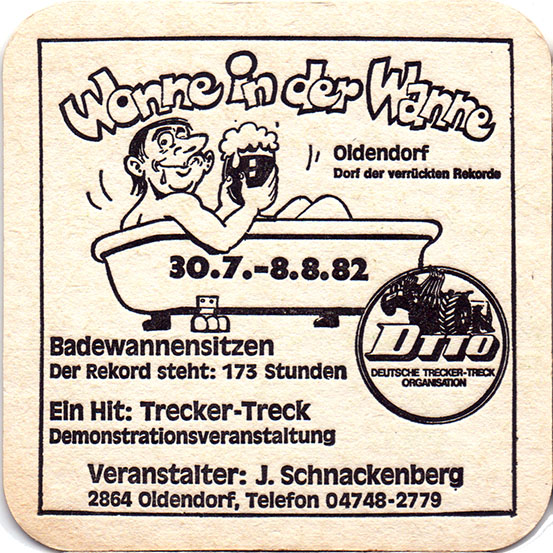 Wonne in der Wanne
Oldendorf
Dorf der verrückten Rekorde
30.7.-8.8.82
DTTO
DEUTSCHE TRECKER-TRECK
ORGANISATION
Badewannensitzen
Der Rekord steht: 173 Stunden
Ein Hit: Trecker-Treck
Demonstrationsveranstaltung
Veranstalter: J. Schnackenberg
2864 Oldendorf, Telefon 04748-2779